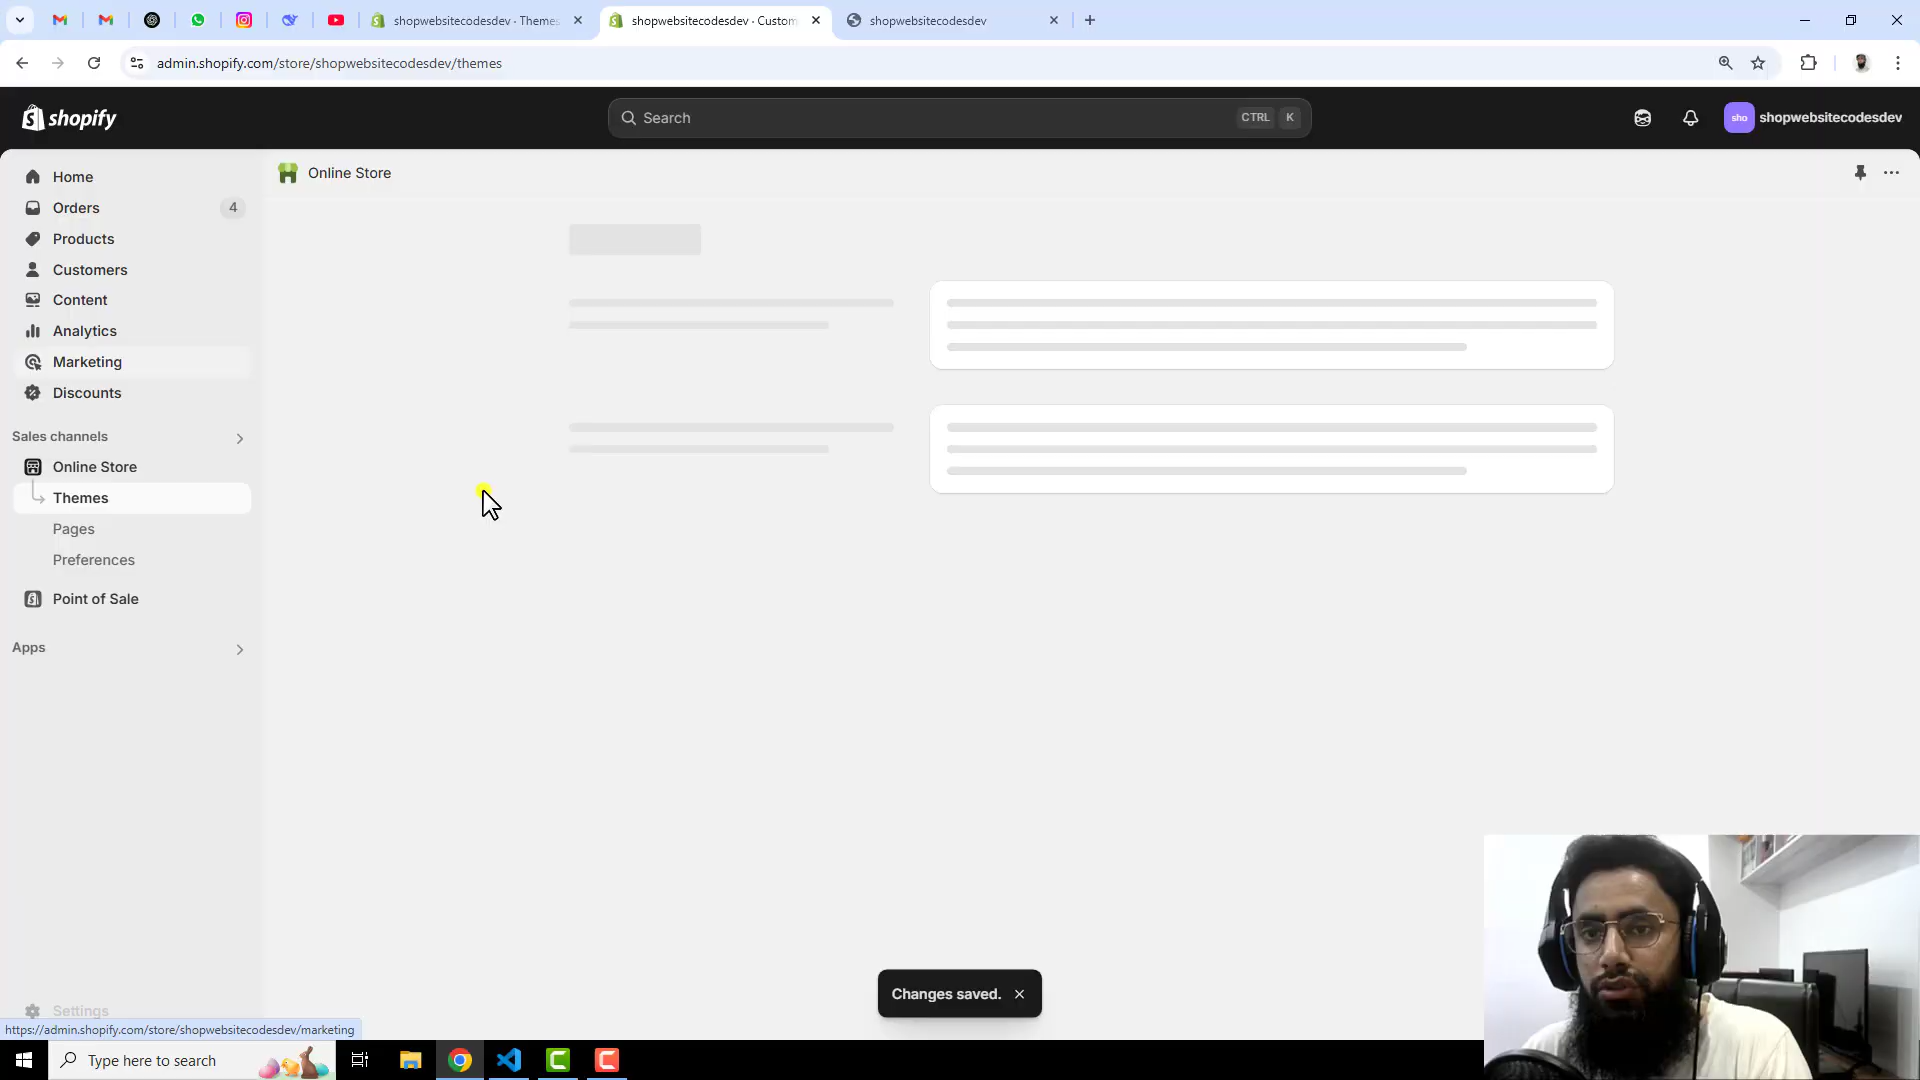 shopwebsitecodesdev · Themes
shopwebsitecodesdev · Custom
shopwebsitecodesdev
admin.shopify.com/store/shopwebsitecodesdev/themes
shopify
Search
CTRL K
sho
shopwebsitecodesdev
Home
Orders
4
Products
Customers
Content
Analytics
Marketing
Discounts
Sales channels
Online Store
Themes
Pages
Preferences
Point of Sale
Apps
Settings
Online Store
Changes saved.
https://admin.shopify.com/store/shopwebsitecodesdev/marketing
Type here to search